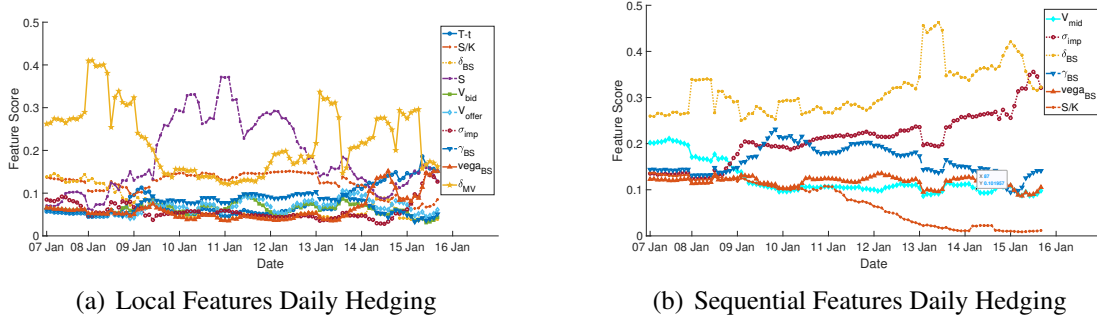 0.5
0.4
0.3
0.2
0.1
0
Feature Score
07 Jan 08 Jan 09 Jan 10 Jan 11 Jan 12 Jan 13 Jan 14 Jan 15 Jan 16 Jan
Date
T-t
S/K
δBS
S
Vbid
Voffer
σimp
γBS
vegaBS
δMV
(a) Local Features Daily Hedging
0.5
0.4
0.3
0.2
0.1
0
Feature Score
07 Jan 08 Jan 09 Jan 10 Jan 11 Jan 12 Jan 13 Jan 14 Jan 15 Jan 16 Jan
Date
Vmid
σimp
δBS
γBS
vegaBS
S/K
X 87
(b) Sequential Features Daily Hedging